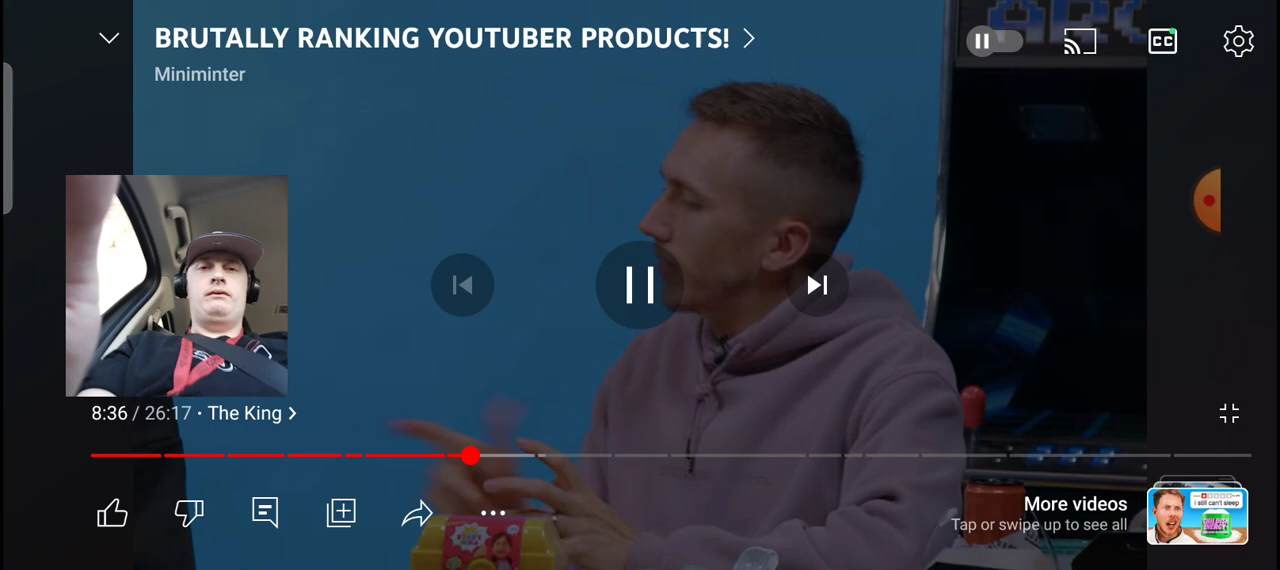 BRUTALLY RANKING YOUTUBER PRODUCTS!
Miniminter
CC
8:36 / 26:17 · The King
More videos
Tap or swipe up to see all
i still can't sleep